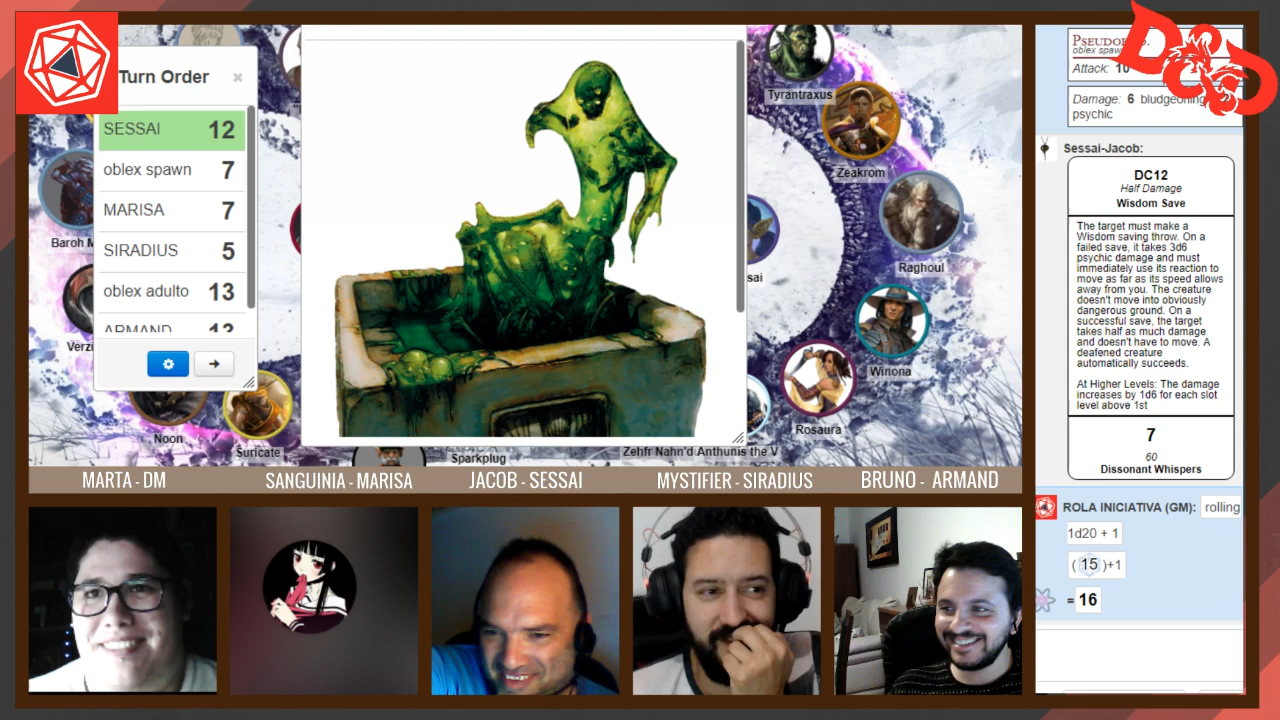 Turn Order ×
SESSAI 12
oblex spawn 7
MARISA 7
SIRADIUS 5
oblex adulto 13
ARMAND 13
Baroh
Noon
Suricate
Sparkplug
Zehfr Nahn'd Anthunis the V
Tyrantraxus
Zeakrom
Raghoul
Winona
Rosaura
MARTA - DM
SANGUINIA - MARISA
JACOB - SESSAI
MYSTIFIER - SIRADIUS
BRUNO - ARMAND
oblex spaw
Attack: 10
Damage: 6 bludgeoning,
psychic
Sessai-Jacob:
DC12
Half Damage
Wisdom Save
The target must make a
Wisdom saving throw. On a
failed save, it takes 3d6
psychic damage and must
immediately use its reaction to
move as far as its speed allows
away from you. The creature
doesn't move into obviously
dangerous ground. On a
successful save, the target
takes half as much damage
and doesn't have to move. A
deafened creature
automatically succeeds.
At Higher Levels: The damage
increases by 1d6 for each slot
level above 1st
7
60
Dissonant Whispers
ROLA INICIATIVA (GM): rolling
1d20 + 1
( 15 )+1
= 16